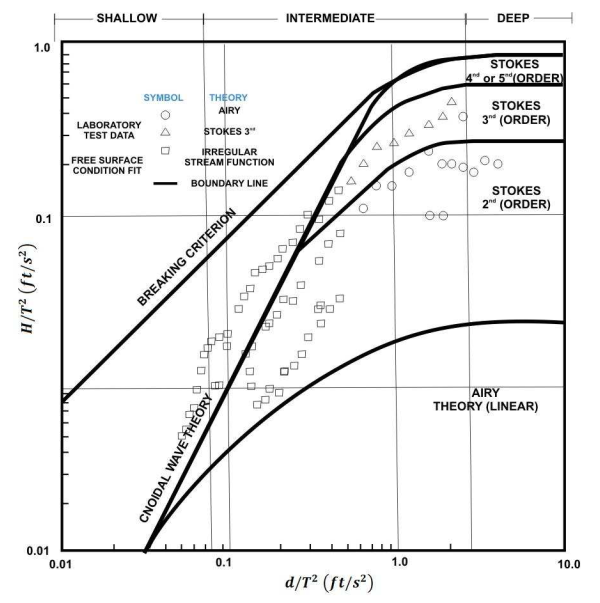 SHALLOW INTERMEDIATE DEEP
1.0
STOKES
4nd or 5nd(ORDER)
SYMBOL THEORY
AIRY
LABORATORY
TEST DATA
STOKES 3rd
STOKES
3nd (ORDER)
FREE SURFACE
CONDITION FIT
IRREGULAR
STREAM FUNCTION
BOUNDARY LINE
STOKES
2nd (ORDER)
0.1
BREAKING CRITERION
H/T² (ft/s²)
AIRY
THEORY (LINEAR)
CNOIDAL WAVE THEORY
0.01
0.01 0.1 1.0 10.0
d/T² (ft/s²)